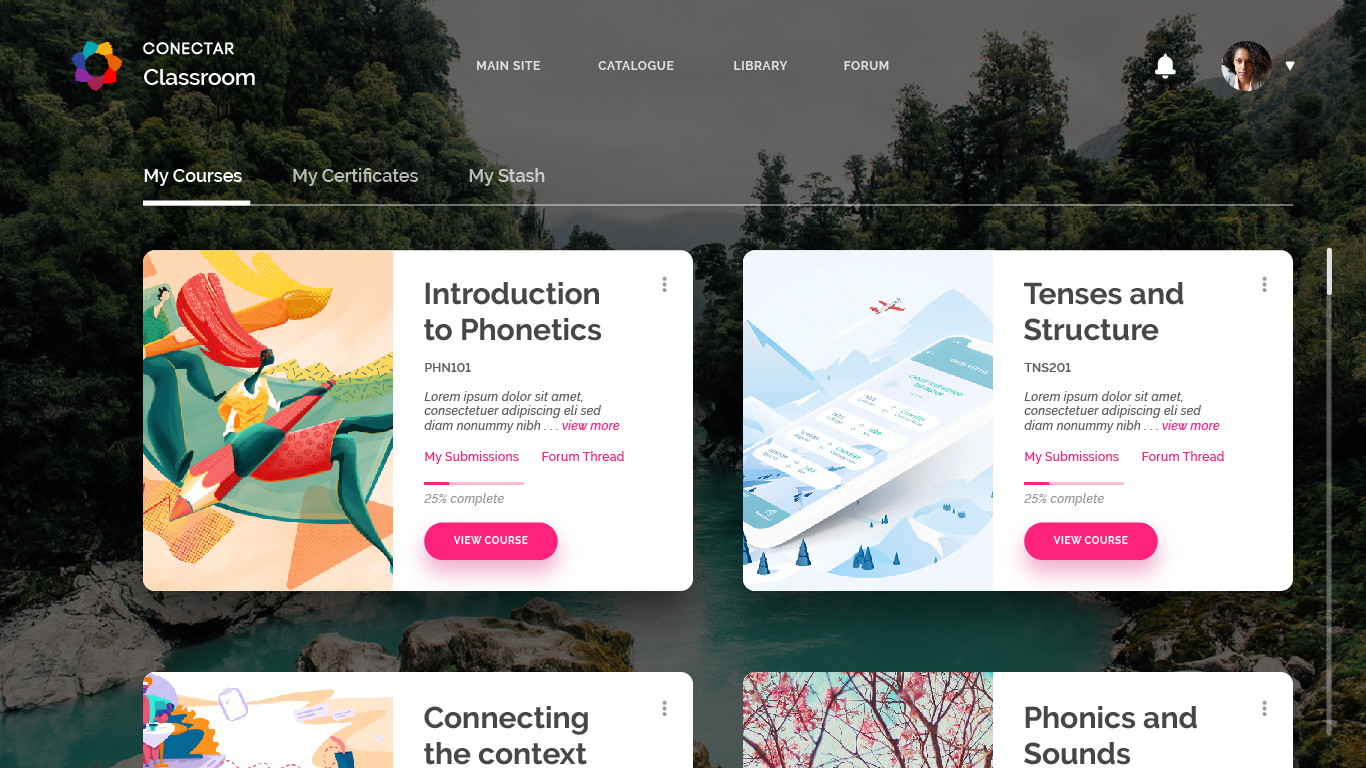 CONECTAR
Classroom
MAIN SITE
CATALOGUE
LIBRARY
FORUM
My Courses
My Certificates
My Stash
Introduction
to Phonetics
PHN101
Lorem ipsum dolor sit amet,
consectetuer adipiscing eli sed
diam nonummy nibh . . . view more
My Submissions
Forum Thread
25% complete
VIEW COURSE
Tenses and
Structure
TNS201
Lorem ipsum dolor sit amet,
consectetuer adipiscing eli sed
diam nonummy nibh . . . view more
My Submissions
Forum Thread
25% complete
VIEW COURSE
Connecting
the context
Phonics and
Sounds